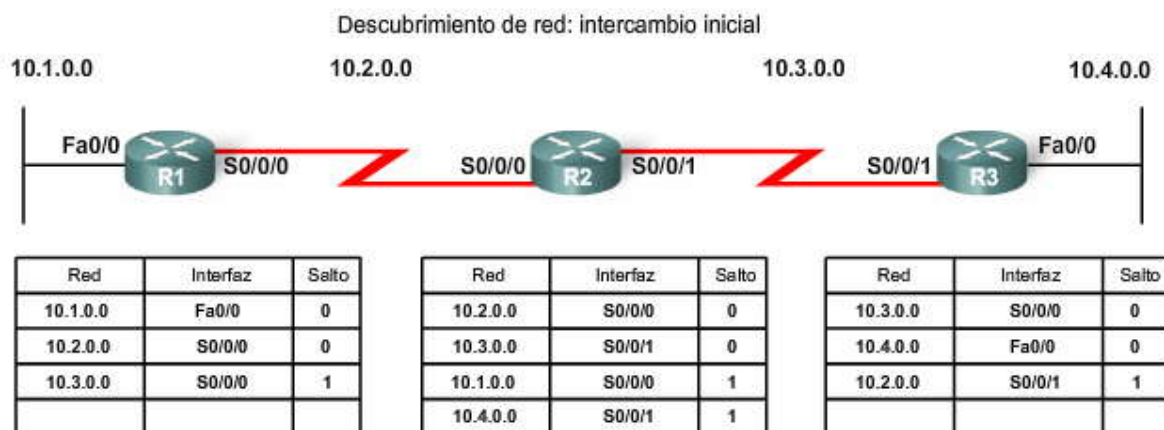 Descubrimiento de red: intercambio inicial
10.1.0.0 10.2.0.0 10.3.0.0 10.4.0.0
Fa0/0 R1 S0/0/0 S0/0/0 R2 S0/0/1 S0/0/1 R3 Fa0/0
Red Interfaz Salto
10.1.0.0 Fa0/0 0
10.2.0.0 S0/0/0 0
10.3.0.0 S0/0/0 1
Red Interfaz Salto
10.2.0.0 S0/0/0 0
10.3.0.0 S0/0/1 0
10.1.0.0 S0/0/0 1
10.4.0.0 S0/0/1 1
Red Interfaz Salto
10.3.0.0 S0/0/0 0
10.4.0.0 Fa0/0 0
10.2.0.0 S0/0/1 1